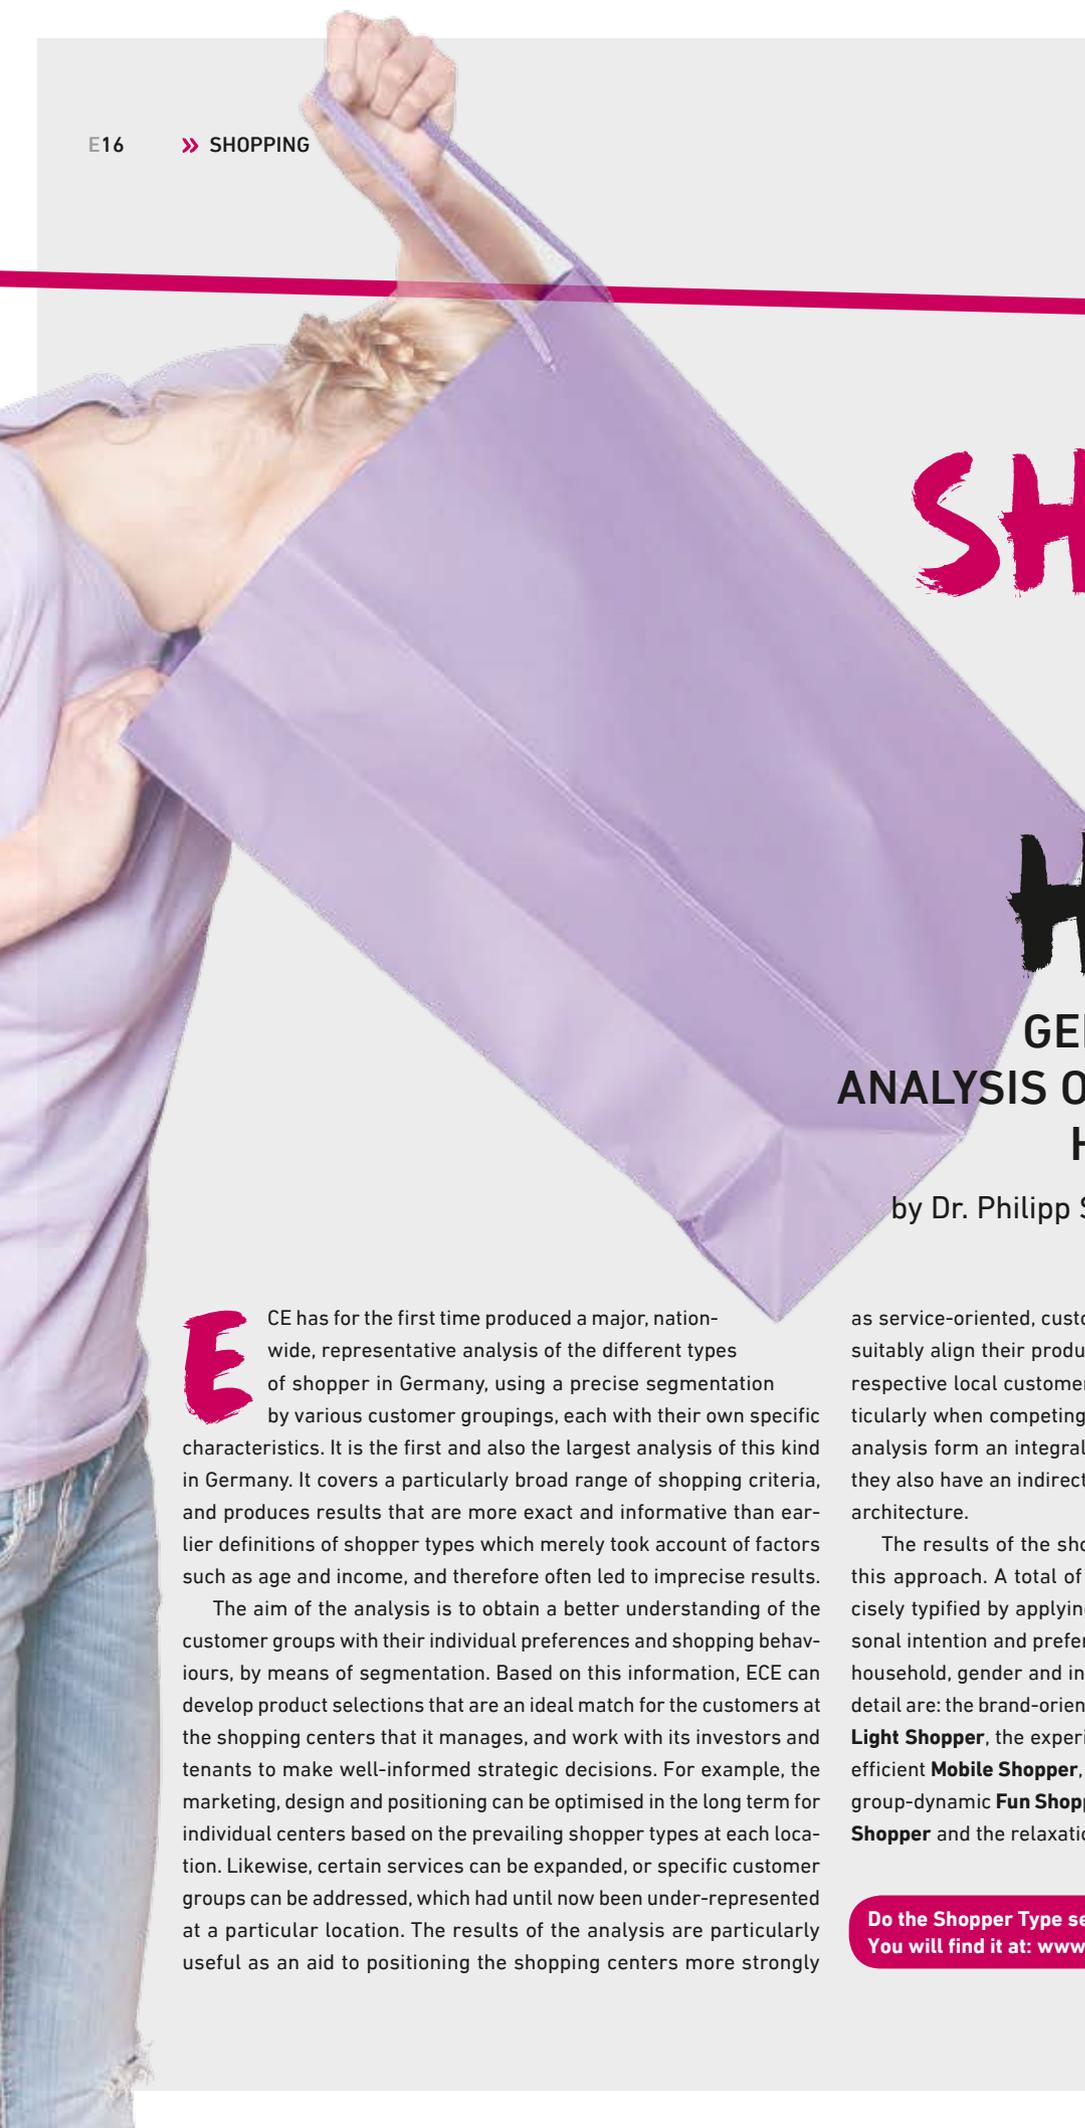 E16 » SHOPPING
SH
H
ANALYSIS O
H
by Dr. Philipp S
ECE has for the first time produced a major, nation-
wide, representative analysis of the different types
of shopper in Germany, using a precise segmentation
by various customer groupings, each with their own specific
characteristics. It is the first and also the largest analysis of this kind
in Germany. It covers a particularly broad range of shopping criteria,
and produces results that are more exact and informative than ear-
lier definitions of shopper types which merely took account of factors
such as age and income, and therefore often led to imprecise results.
The aim of the analysis is to obtain a better understanding of the
customer groups with their individual preferences and shopping behav-
iours, by means of segmentation. Based on this information, ECE can
develop product selections that are an ideal match for the customers at
the shopping centers that it manages, and work with its investors and
tenants to make well-informed strategic decisions. For example, the
marketing, design and positioning can be optimised in the long term for
individual centers based on the prevailing shopper types at each loca-
tion. Likewise, certain services can be expanded, or specific customer
groups can be addressed, which had until now been under-represented
at a particular location. The results of the analysis are particularly
useful as an aid to positioning the shopping centers more strongly
as service-oriented, custo
suitably align their produ
respective local customer
ticularly when competing
analysis form an integral
they also have an indirect
architecture.
The results of the sho
this approach. A total of
cisely typified by applying
sonal intention and prefer
household, gender and in
detail are: the brand-orien
Light Shopper, the experi
efficient Mobile Shopper,
group-dynamic Fun Shopp
Shopper and the relaxatio
Do the Shopper Type se
You will find it at: www